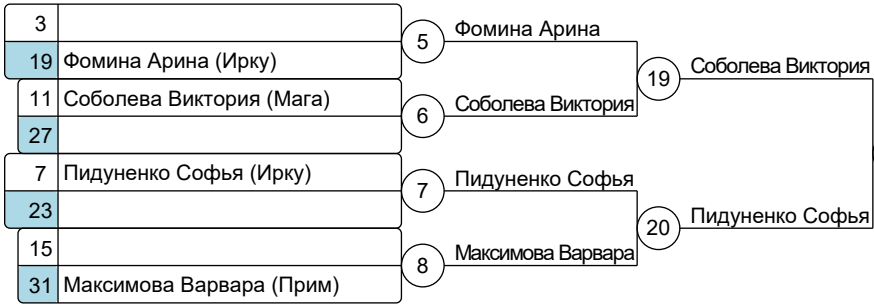 3
19 Фомина Арина (Ирку)
11 Соболева Виктория (Мага)
27
7 Пидуненко Софья (Ирку)
23
15
31 Максимова Варвара (Прим)
5 Фомина Арина
6 Соболева Виктория
7 Пидуненко Софья
8 Максимова Варвара
19 Соболева Виктория
20 Пидуненко Софья